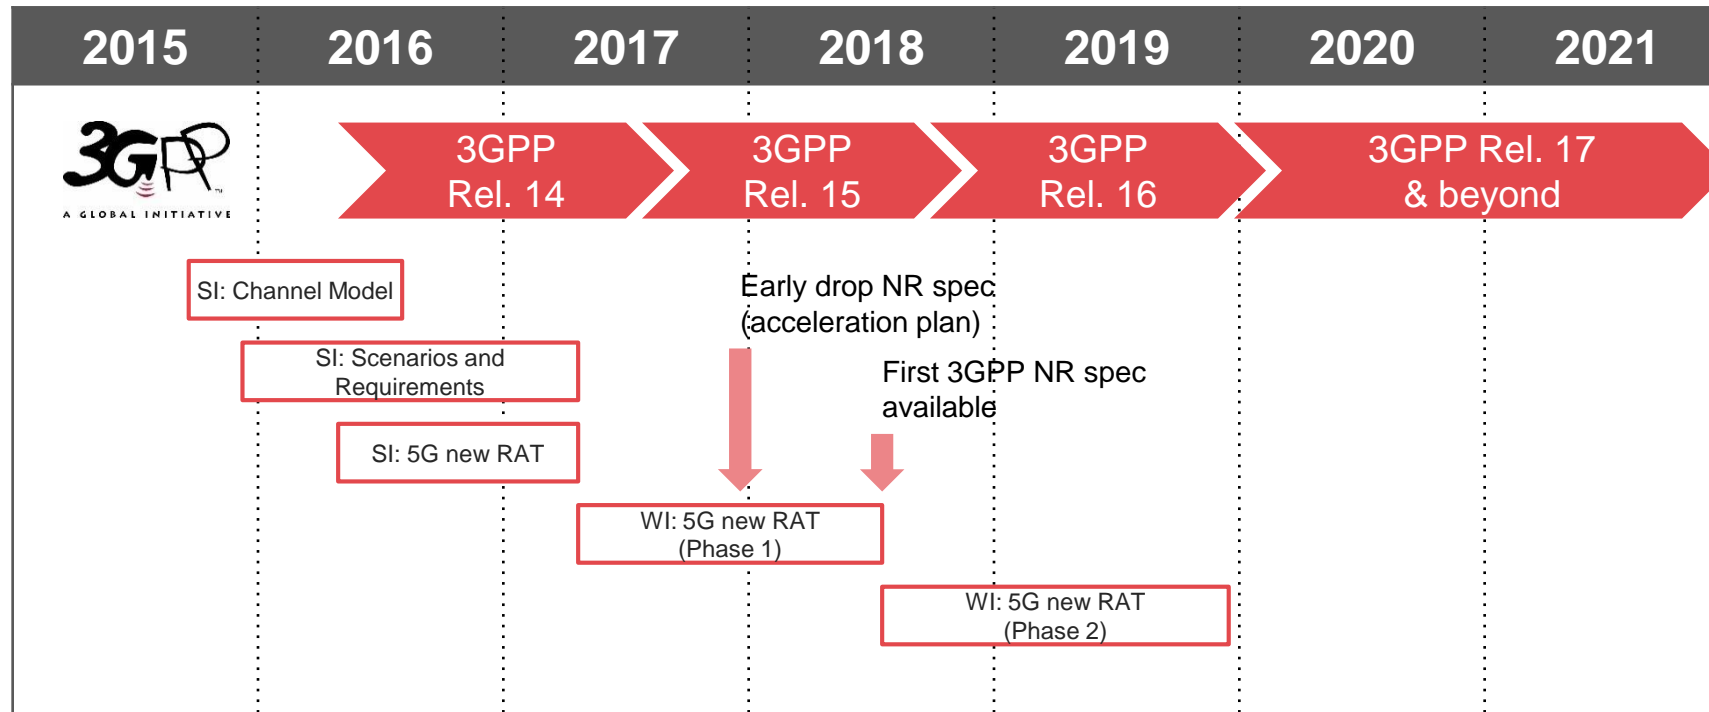 2015 2016 2017 2018 2019 2020 2021
3GPP
TM
A GLOBAL INITIATIVE
3GPP
Rel. 14
3GPP
Rel. 15
3GPP
Rel. 16
3GPP Rel. 17
& beyond
SI: Channel Model
Early drop NR spec
(acceleration plan)
SI: Scenarios and
Requirements
First 3GPP NR spec
available
SI: 5G new RAT
WI: 5G new RAT
(Phase 1)
WI: 5G new RAT
(Phase 2)